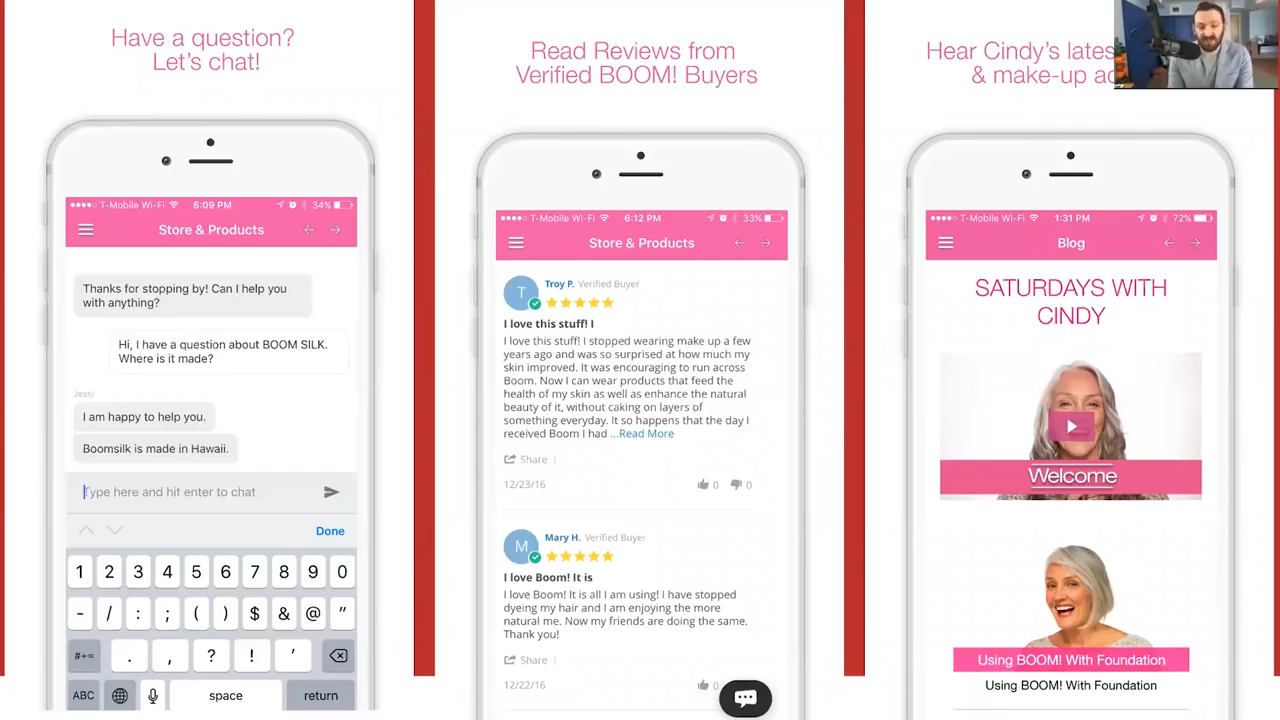 Have a question?
Let's chat!
T-Mobile Wi-Fi 6:09 PM 34%
Store & Products
Thanks for stopping by! Can I help you
with anything?
Hi, I have a question about BOOM SILK.
Where is it made?
Jessi
I am happy to help you.
Boomsilk is made in Hawaii.
Type here and hit enter to chat
Done
1 2 3 4 5 6 7 8 9 0
- / : ; ( ) $ & @ "
#+= . , ? ! '
ABC space return
Read Reviews from
Verified BOOM! Buyers
T-Mobile Wi-Fi 6:12 PM 33%
Store & Products
T
Troy P. Verified Buyer
I love this stuff! I
I love this stuff! I stopped wearing make up a few
years ago and was so surprised at how much my
skin improved. It was encouraging to run across
Boom. Now I can wear products that feed the
health of my skin as well as enhance the natural
beauty of it, without caking on layers of
something everyday. It so happens that the day I
received Boom I had ...Read More
Share
12/23/16 0 0
M
Mary H. Verified Buyer
I love Boom! It is
I love Boom! It is all I am using! I have stopped
dyeing my hair and I am enjoying the more
natural me. Now my friends are doing the same.
Thank you!
Share
12/22/16 0
Hear Cindy's lates
& make-up
T-Mobile Wi-Fi 1:31 PM 72%
Blog
SATURDAYS WITH
CINDY
Welcome
Using BOOM! With Foundation
Using BOOM! With Foundation